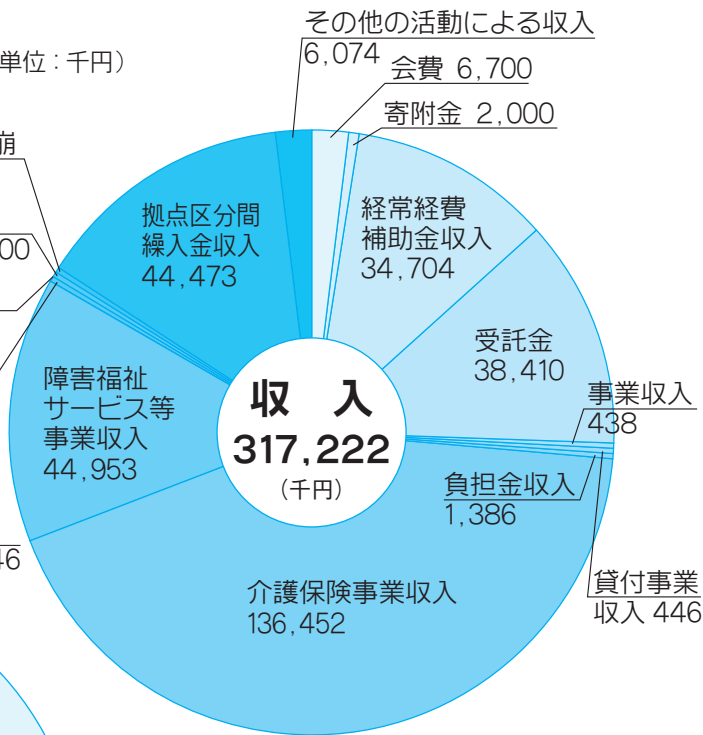 単位：千円）
その他の活動による収入
6,074
会費 6,700
寄附金 2,000
経常経費
補助金収入
34,704
受託金
38,410
事業収入
438
負担金収入
1,386
貸付事業
収入 446
介護保険事業収入
136,452
障害福祉
サービス等
事業収入
44,953
拠点区分間
繰入金収入
44,473
収 入
317,222
（千円）
崩